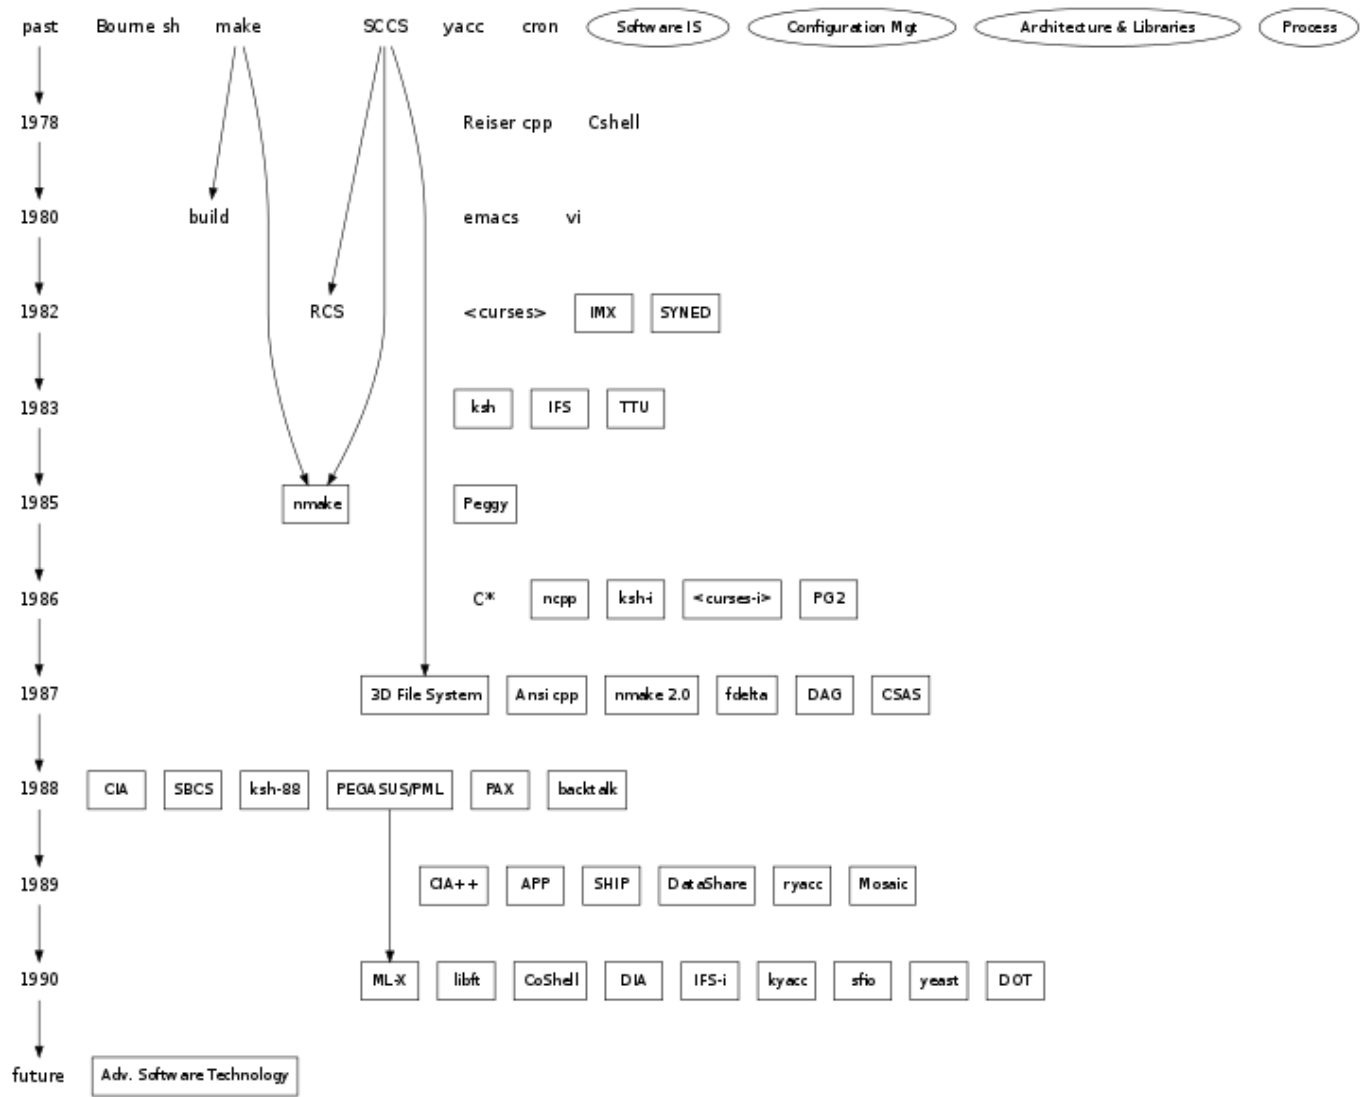 past Bourne sh make SCCS yacc cron Software IS Configuration Mgt Architecture & Libraries Process
1978 Reiser cpp Cshell
1980 build emacs vi
1982 RCS <curses> IMX SYNED
1983 ksh IFS TTU
1985 nmake Peggy
1986 C* ncpp ksh-i <curses-i> PG2
1987 3D File System Ansi cpp nmake 2.0 fdelta DAG CSAS
1988 CIA SBCS ksh-88 PEGASUS/PML PAX backtalk
1989 CIA++ APP SHIP DataShare ryacc Mosaic
1990 ML-X libft CoShell DIA IFS-i kyacc sfio yeast DOT
future Adv. Software Technology